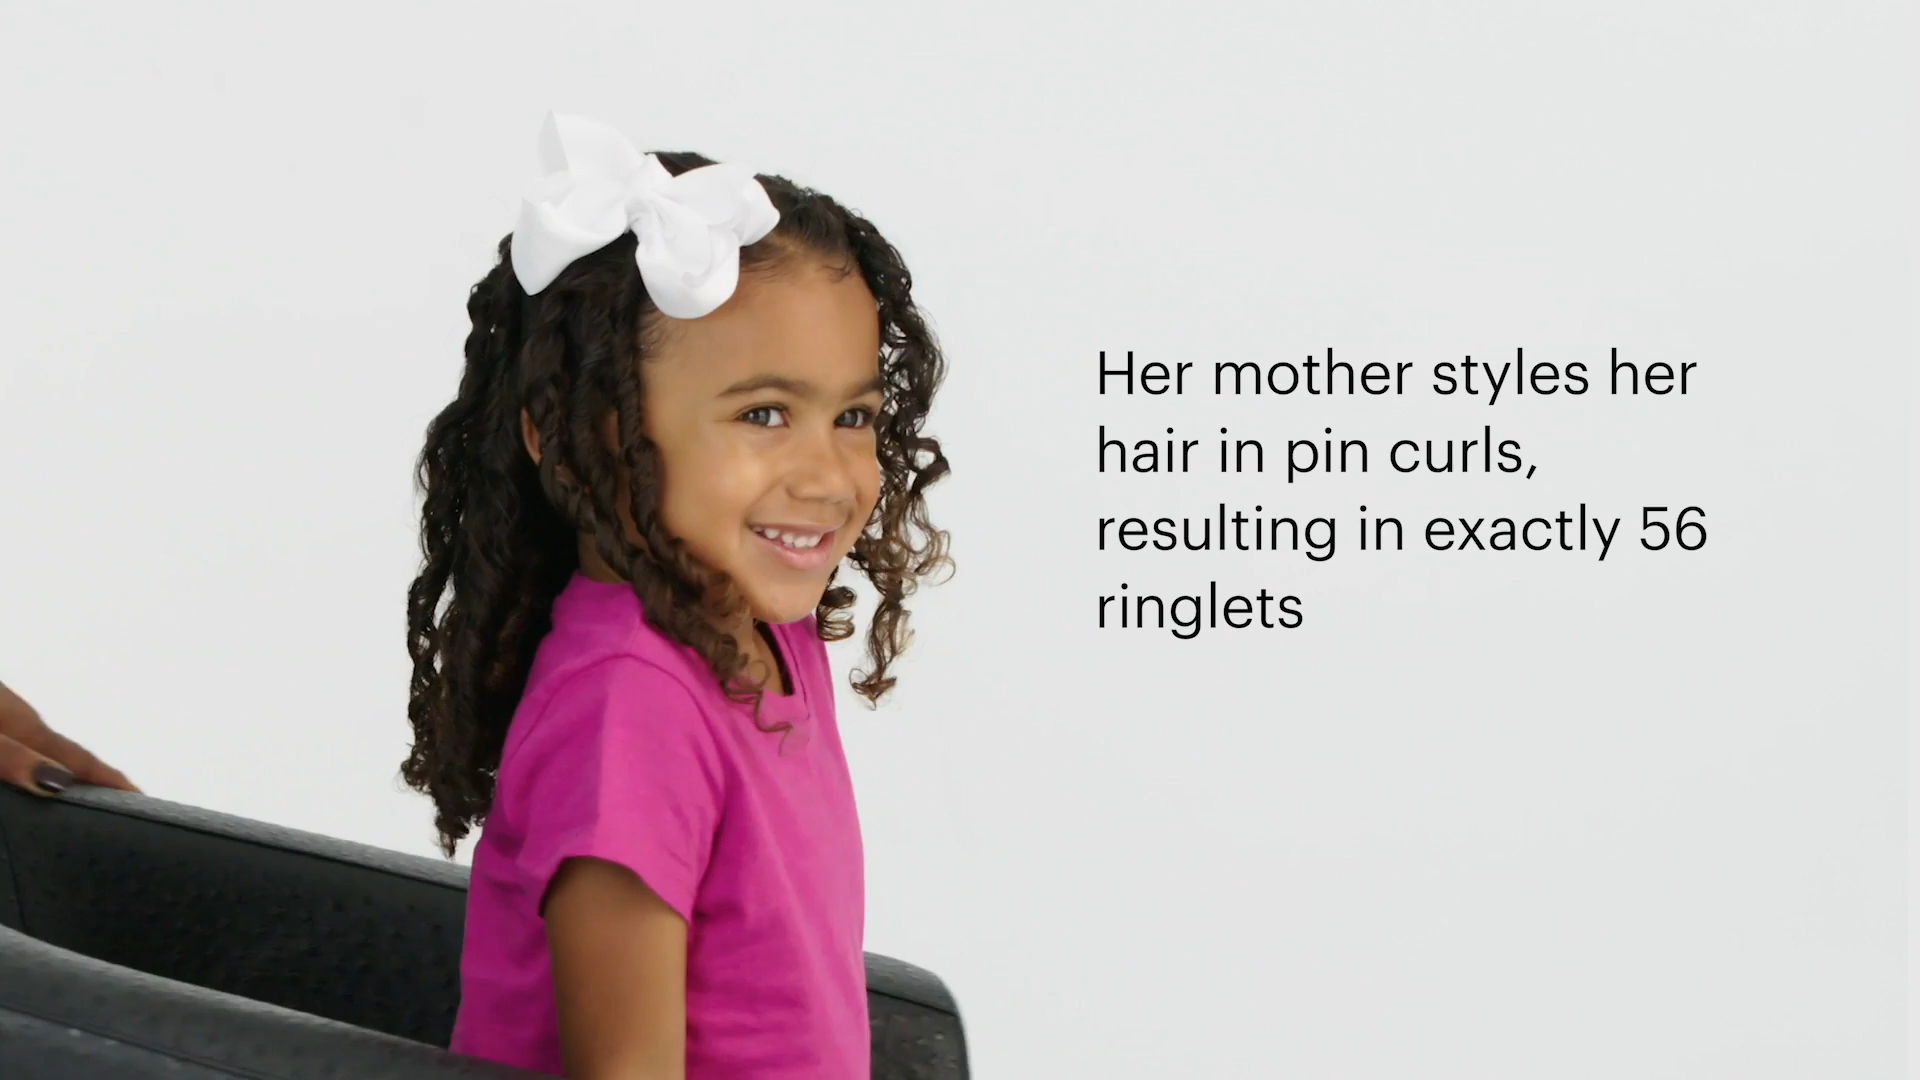 Her mother styles her
hair in pin curls,
resulting in exactly 56
ringlets